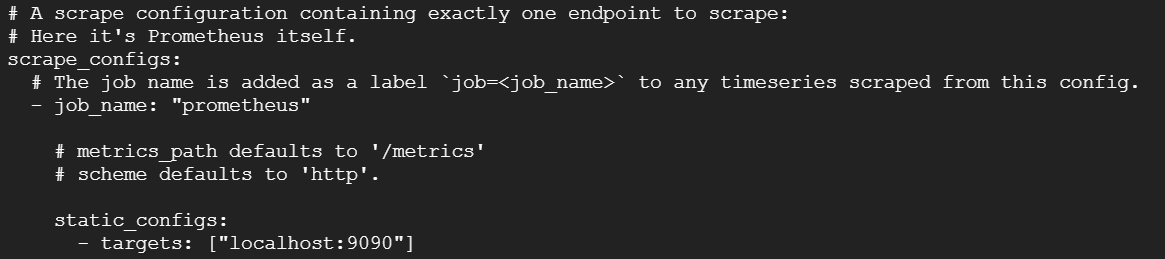 # A scrape configuration containing exactly one endpoint to scrape:
# Here it's Prometheus itself.
scrape_configs:
  # The job name is added as a label `job=<job_name>` to any timeseries scraped from this config.
  - job_name: "prometheus"

    # metrics_path defaults to '/metrics'
    # scheme defaults to 'http'.

    static_configs:
      - targets: ["localhost:9090"]